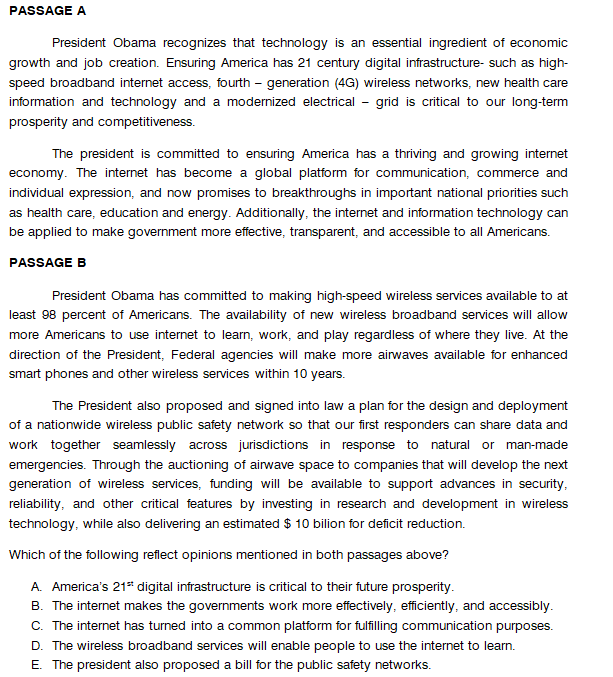 PASSAGE A
President Obama recognizes that technology is an essential ingredient of economic
growth and job creation. Ensuring America has 21 century digital infrastructure- such as high-
speed broadband internet access, fourth – generation (4G) wireless networks, new health care
information and technology and a modernized electrical – grid is critical to our long-term
prosperity and competitiveness.
The president is committed to ensuring America has a thriving and growing internet
economy. The internet has become a global platform for communication, commerce and
individual expression, and now promises to breakthroughs in important national priorities such
as health care, education and energy. Additionally, the internet and information technology can
be applied to make government more effective, transparent, and accessible to all Americans.
PASSAGE B
President Obama has committed to making high-speed wireless services available to at
least 98 percent of Americans. The availability of new wireless broadband services will allow
more Americans to use internet to learn, work, and play regardless of where they live. At the
direction of the President, Federal agencies will make more airwaves available for enhanced
smart phones and other wireless services within 10 years.
The President also proposed and signed into law a plan for the design and deployment
of a nationwide wireless public safety network so that our first responders can share data and
work together seamlessly across jurisdictions in response to natural or man-made
emergencies. Through the auctioning of airwave space to companies that will develop the next
generation of wireless services, funding will be available to support advances in security,
reliability, and other critical features by investing in research and development in wireless
technology, while also delivering an estimated $ 10 bilion for deficit reduction.
Which of the following reflect opinions mentioned in both passages above?
A. America's 21st digital infrastructure is critical to their future prosperity.
B. The internet makes the governments work more effectively, efficiently, and accessibly.
C. The internet has turned into a common platform for fulfilling communication purposes.
D. The wireless broadband services will enable people to use the internet to learn.
E. The president also proposed a bill for the public safety networks.